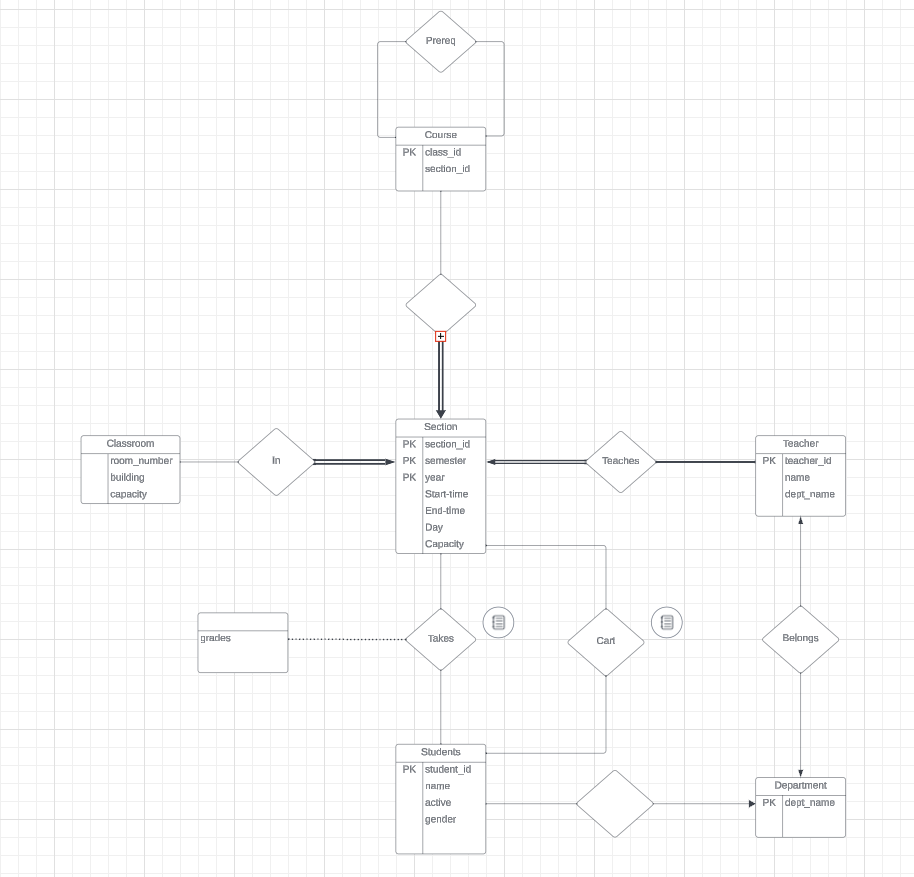 Prereq
Course
PK class_id
section_id
+
Section
PK section_id
PK semester
PK year
Start-time
End-time
Day
Capacity
Classroom
room_number
building
capacity
In
Teaches
Teacher
PK teacher_id
name
dept_name
grades
Takes
Cart
Belongs
Students
PK student_id
name
active
gender
Department
PK dept_name